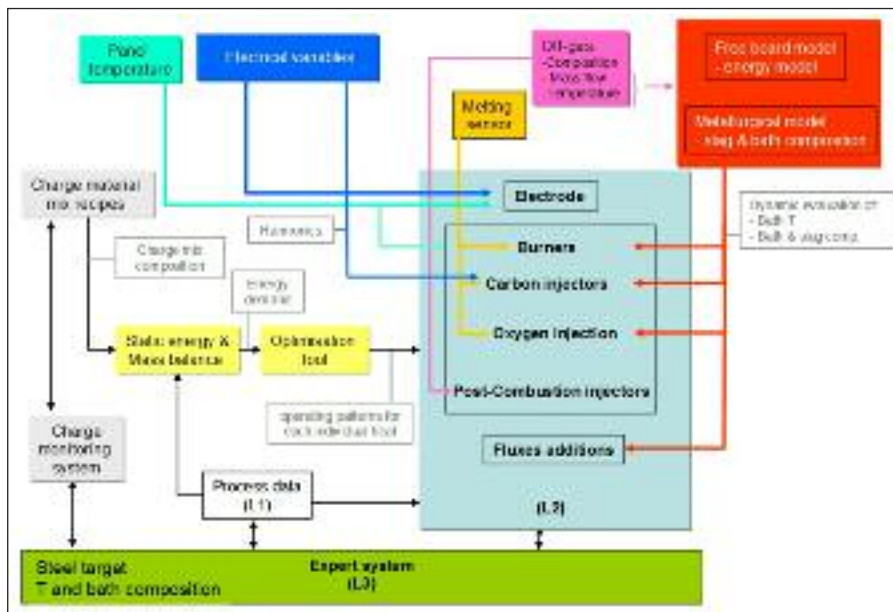 Panel
temperature
Electrical variables
Off-gas
-Composition
- Mass flow
-Temperature
Free board model
- energy model
Melting
sensor
Metallurgical model
- slag & bath composition
Charge material
mix recipes
Electrode
Dynamic evaluation of
- Bath T
- Bath & slag comp.
Harmonics
Burners
Charge mix
composition
Energy
demand
Carbon injectors
Static energy &
Mass balance
Optimisation
tool
Oxygen Injection
Post-Combustion injectors
operating patterns for
each individual heat
Charge
monitoring
system
Fluxes additions
Process data
(L1)
(L2)
Steel target
T and bath composition
Expert system
(L3)